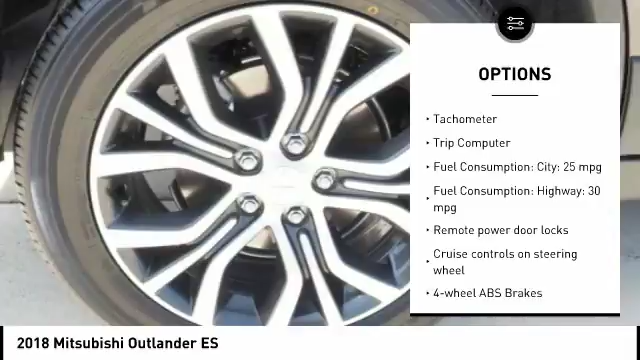 OPTIONS
• Tachometer
• Trip Computer
• Fuel Consumption: City: 25 mpg
• Fuel Consumption: Highway: 30
mpg
• Remote power door locks
• Cruise controls on steering
wheel
• 4-wheel ABS Brakes
2018 Mitsubishi Outlander ES